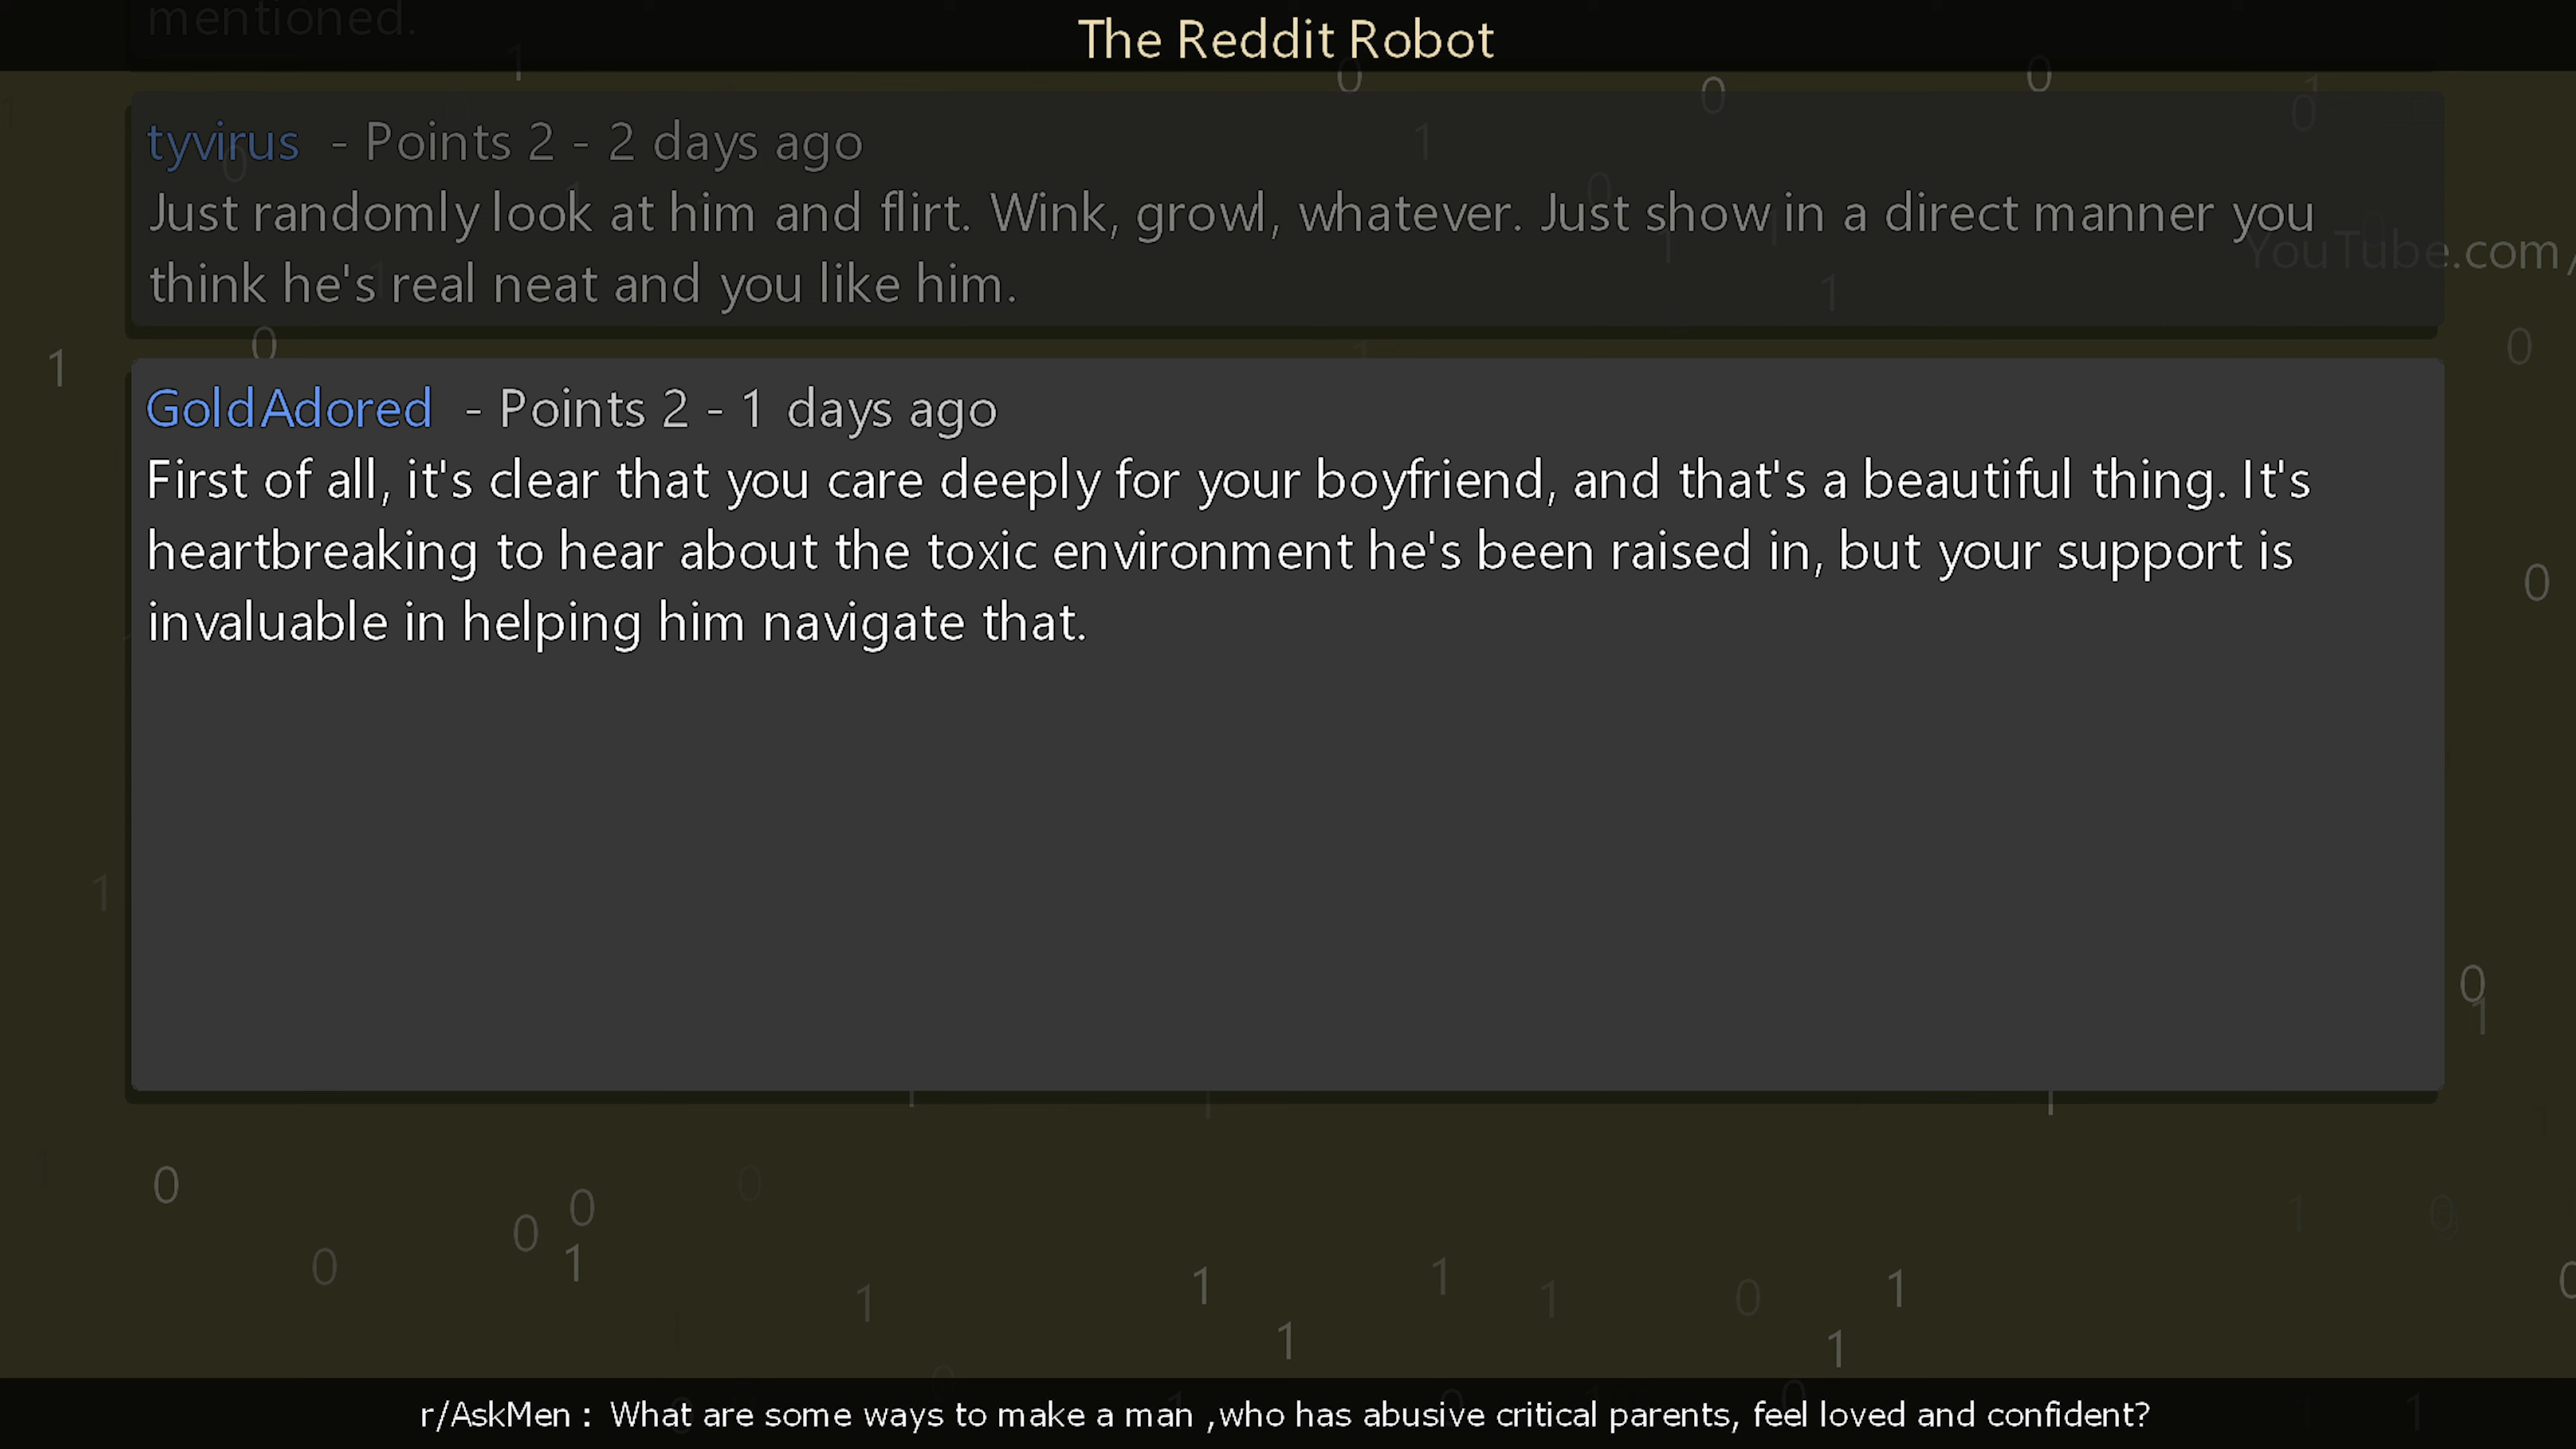 mentioned.
The Reddit Robot
tyvirus - Points 2 - 2 days ago
Just randomly look at him and flirt. Wink, growl, whatever. Just show in a direct manner you
think he's real neat and you like him.
YouTube.com/
GoldAdored - Points 2 - 1 days ago
First of all, it's clear that you care deeply for your boyfriend, and that's a beautiful thing. It's
heartbreaking to hear about the toxic environment he's been raised in, but your support is
invaluable in helping him navigate that.
r/AskMen : What are some ways to make a man ,who has abusive critical parents, feel loved and confident?